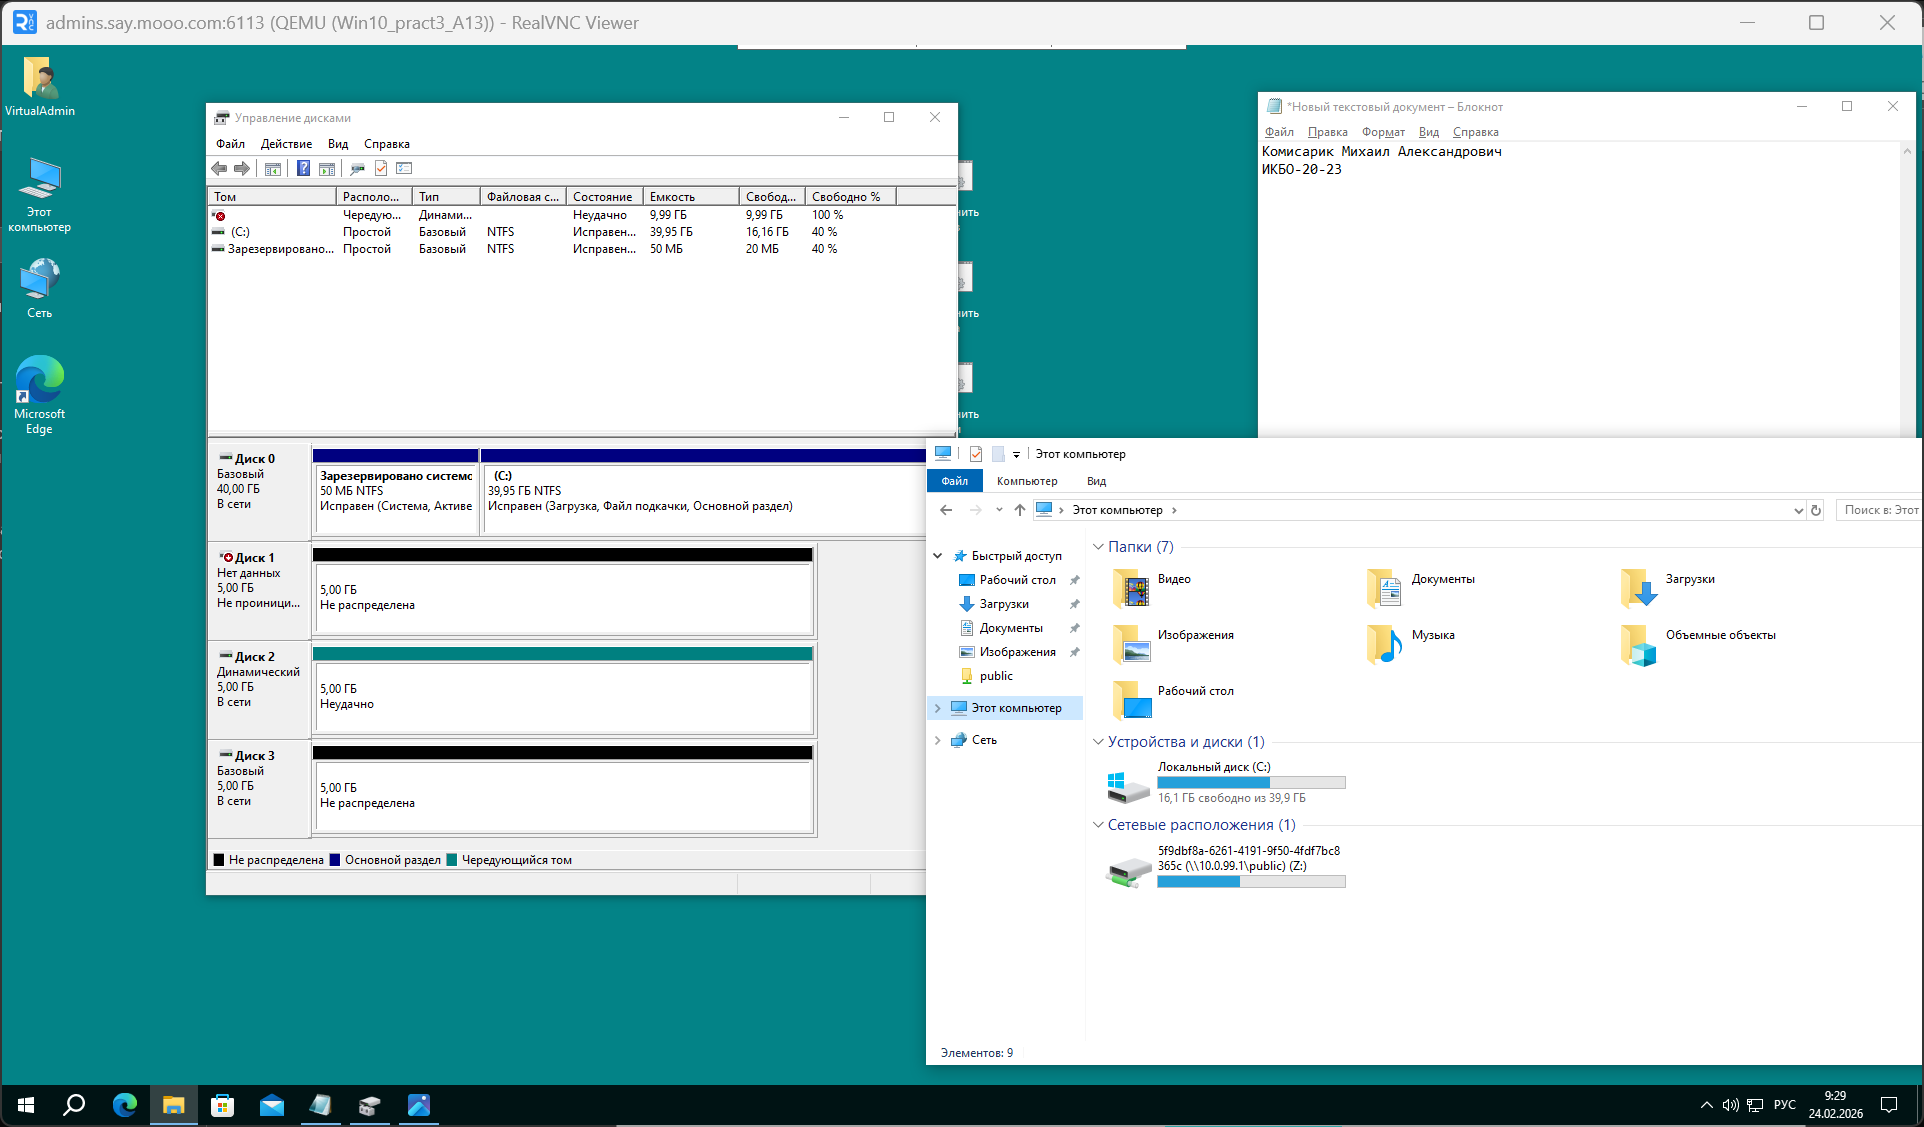 admins.say.mooo.com:6113 (QEMU (Win10_pract3_A13)) - RealVNC Viewer
VirtualAdmin
Этот
компьютер
Сеть
Microsoft
Edge
Управление дисками
Файл Действие Вид Справка
Том Располо... Тип Файловая с... Состояние Емкость Свобод... Свободно %
Чередую... Динами... Неудачно 9,99 ГБ 9,99 ГБ 100 %
(C:) Простой Базовый NTFS Исправен... 39,95 ГБ 16,16 ГБ 40 %
Зарезервировано... Простой Базовый NTFS Исправен... 50 МБ 20 МБ 40 %
Диск 0
Базовый
40,00 ГБ
В сети
Зарезервировано системо
50 МБ NTFS
Исправен (Система, Активе
(C:)
39,95 ГБ NTFS
Исправен (Загрузка, Файл подкачки, Основной раздел)
Диск 1
Нет данных
5,00 ГБ
Не проиници...
5,00 ГБ
Не распределена
Диск 2
Динамический
5,00 ГБ
В сети
5,00 ГБ
Неудачно
Диск 3
Базовый
5,00 ГБ
В сети
5,00 ГБ
Не распределена
Не распределена Основной раздел Чередующийся том
нить
нить
нить
*Новый текстовый документ – Блокнот
Файл Правка Формат Вид Справка
Комисарик Михаил Александрович
ИКБО-20-23
Этот компьютер
Файл Компьютер Вид
Этот компьютер
Поиск в: Этот
Быстрый доступ
Рабочий стол
Загрузки
Документы
Изображения
public
Этот компьютер
Сеть
Папки (7)
Видео
Документы
Загрузки
Изображения
Музыка
Объемные объекты
Рабочий стол
Устройства и диски (1)
Локальный диск (C:)
16,1 ГБ свободно из 39,9 ГБ
Сетевые расположения (1)
5f9dbf8a-6261-4191-9f50-4fdf7bc8
365c (\\10.0.99.1\public) (Z:)
Элементов: 9
РУС
9:29
24.02.2026